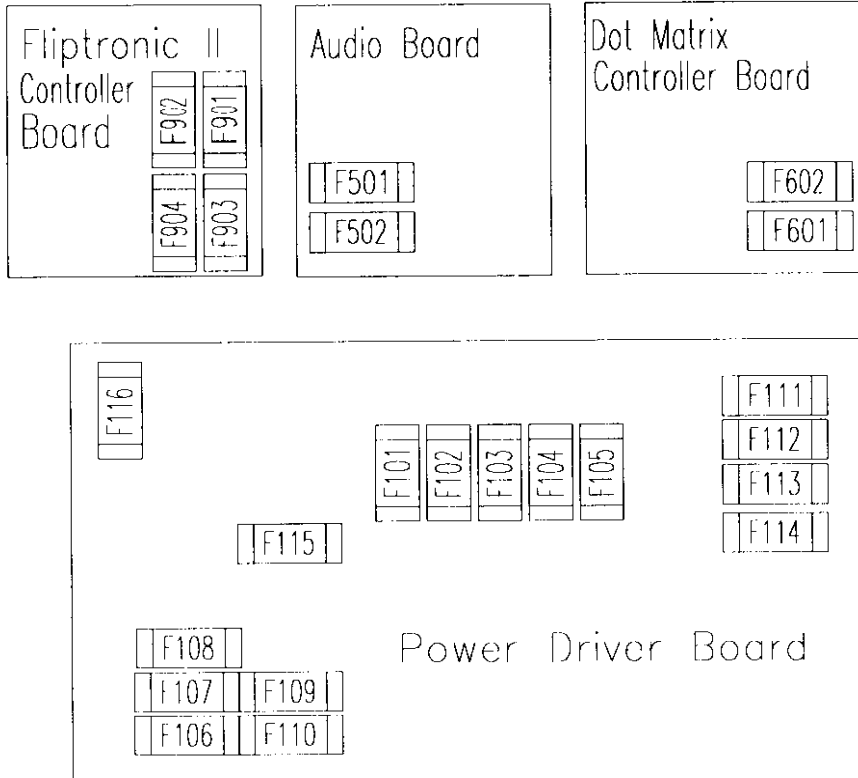 Fliptronic II
Controller
Board
F902
F901
F904
F903
Audio Board
F501
F502
Dot Matrix
Controller Board
F602
F601
F116
F101
F102
F103
F104
F105
F111
F112
F113
F114
F115
F108
F107
F109
F106
F110
Power Driver Board